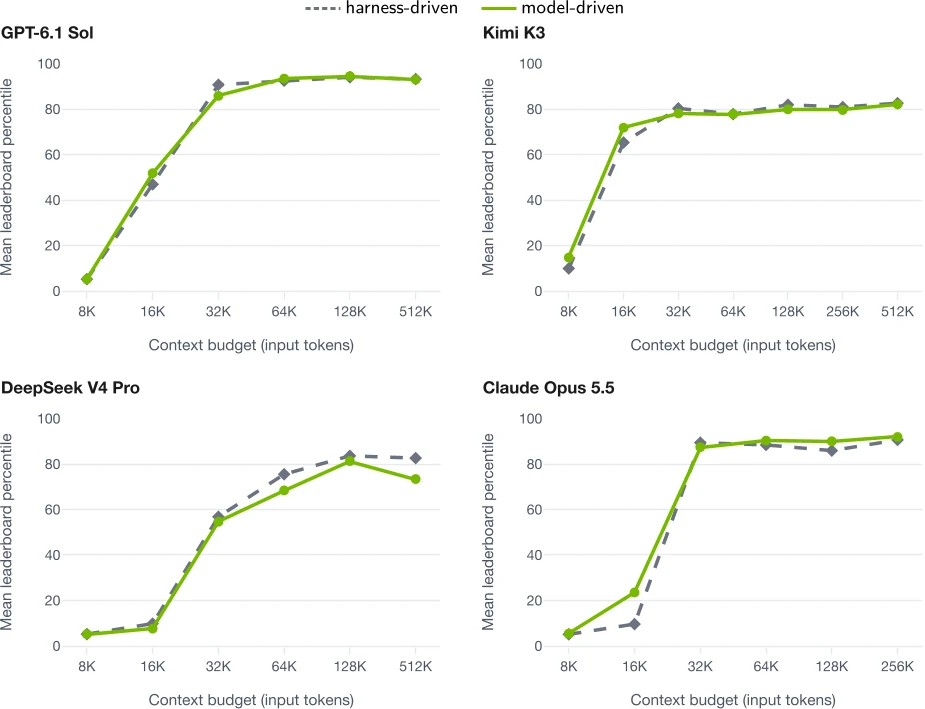 harness-driven model-driven
GPT-6.1 Sol
Mean leaderboard percentile
100
80
60
40
20
0
8K 16K 32K 64K 128K 512K
Context budget (input tokens)
Kimi K3
Mean leaderboard percentile
100
80
60
40
20
0
8K 16K 32K 64K 128K 256K 512K
Context budget (input tokens)
DeepSeek V4 Pro
Mean leaderboard percentile
100
80
60
40
20
0
8K 16K 32K 64K 128K 512K
Context budget (input tokens)
Claude Opus 5.5
Mean leaderboard percentile
100
80
60
40
20
0
8K 16K 32K 64K 128K 256K
Context budget (input tokens)